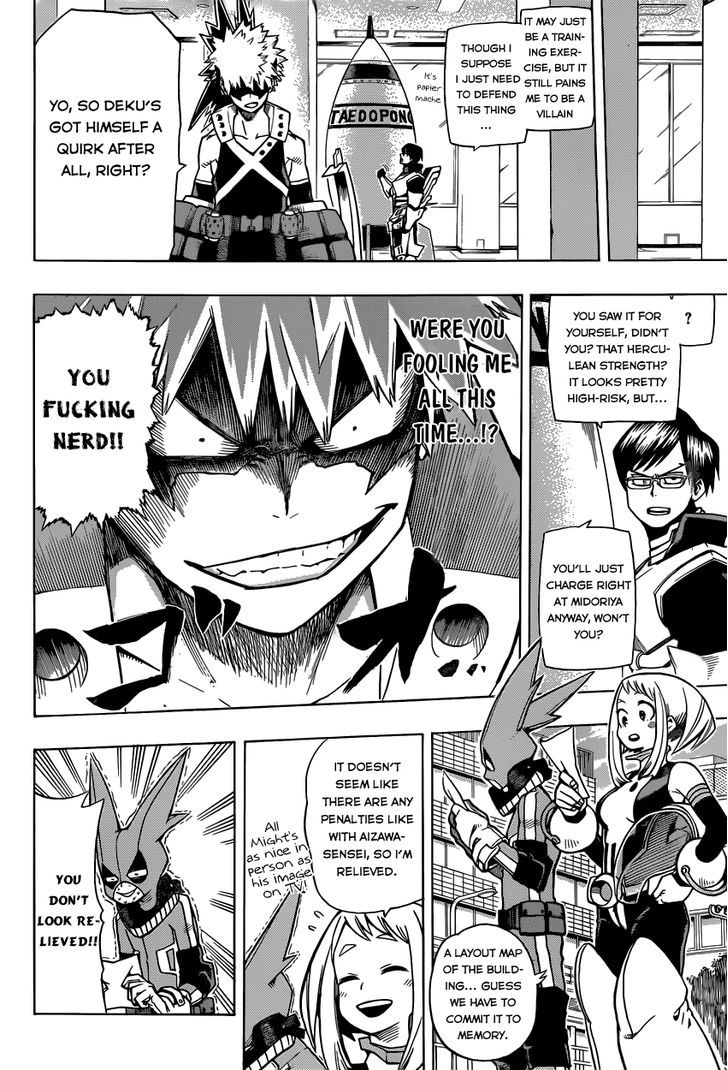 IT MAY JUST
BE A TRAIN-
ING EXER-
CISE, BUT IT
STILL PAINS
ME TO BE A
VILLAIN
THOUGH I
SUPPOSE
I JUST NEED
TO DEFEND
THIS THING
...
It's
papier
mache
TAEDOPONG
YO, SO DEKU'S
GOT HIMSELF A
QUIRK AFTER
ALL, RIGHT?
?
YOU SAW IT FOR
YOURSELF, DIDN'T
YOU? THAT HERCU-
LEAN STRENGTH?
IT LOOKS PRETTY
HIGH-RISK, BUT...
YOU'LL JUST
CHARGE RIGHT
AT MIDORIYA
ANYWAY, WON'T
YOU?
WERE YOU
FOOLING ME
ALL THIS
TIME...!?
YOU
FUCKING
NERD!!
A LAYOUT MAP
OF THE BUILD-
ING... GUESS
WE HAVE TO
COMMIT IT TO
MEMORY.
IT DOESN'T
SEEM LIKE
THERE ARE ANY
PENALTIES LIKE
WITH AIZAWA-
SENSEI, SO I'M
RELIEVED.
All
Might's
as nice in
person as
his image
on TV!
YOU
DON'T
LOOK RE-
LIEVED!!